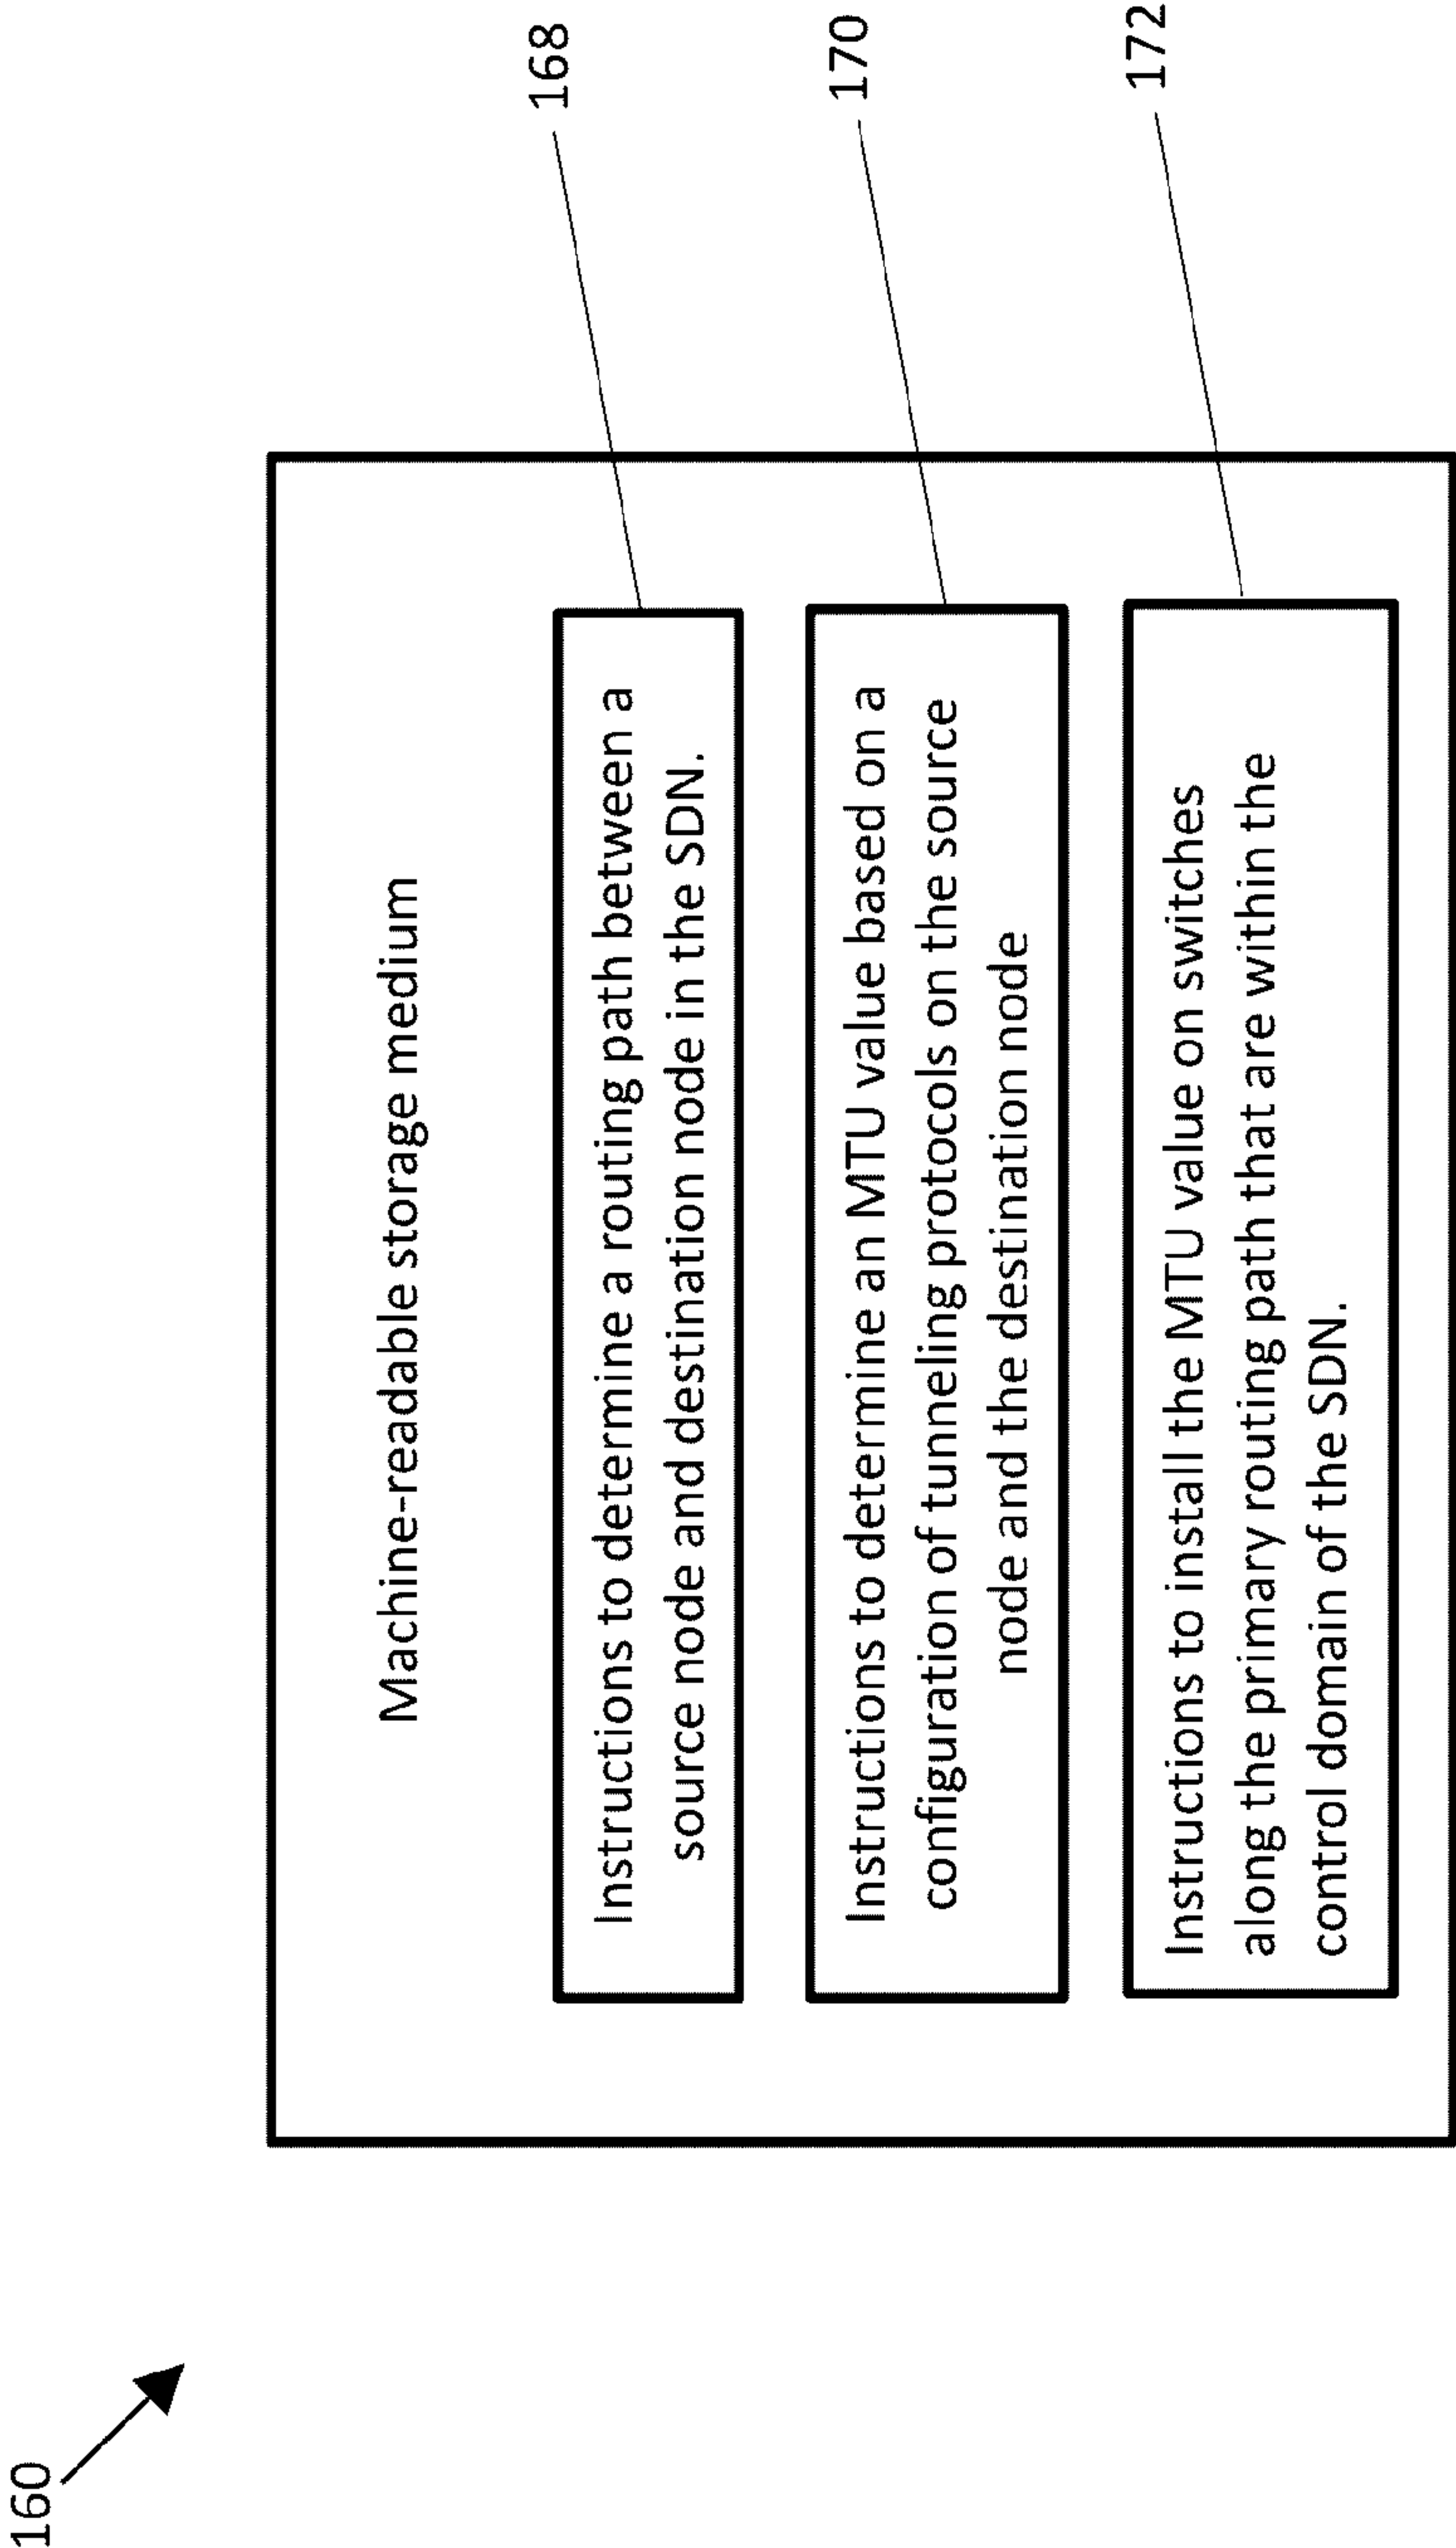 160
Machine-readable storage medium
Instructions to determine a routing path between a
source node and destination node in the SDN.
168
Instructions to determine an MTU value based on a
configuration of tunneling protocols on the source
node and the destination node
170
Instructions to install the MTU value on switches
along the primary routing path that are within the
control domain of the SDN.
172